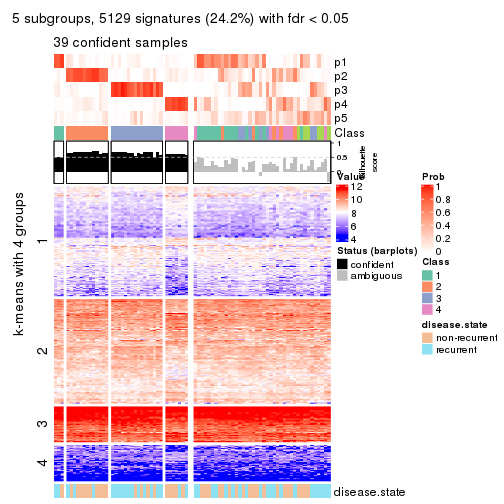 5 subgroups, 5129 signatures (24.2%) with fdr < 0.05
39 confident samples
p1
p2
p3
p4
p5
Class
1
0.5
0
silhouette
score
k-means with 4 groups
1
2
3
4
Value
12
10
8
6
4
Status (barplots)
confident
ambiguous
Prob
1
0.8
0.6
0.4
0.2
0
Class
1
2
3
4
disease.state
non-recurrent
recurrent
disease.state